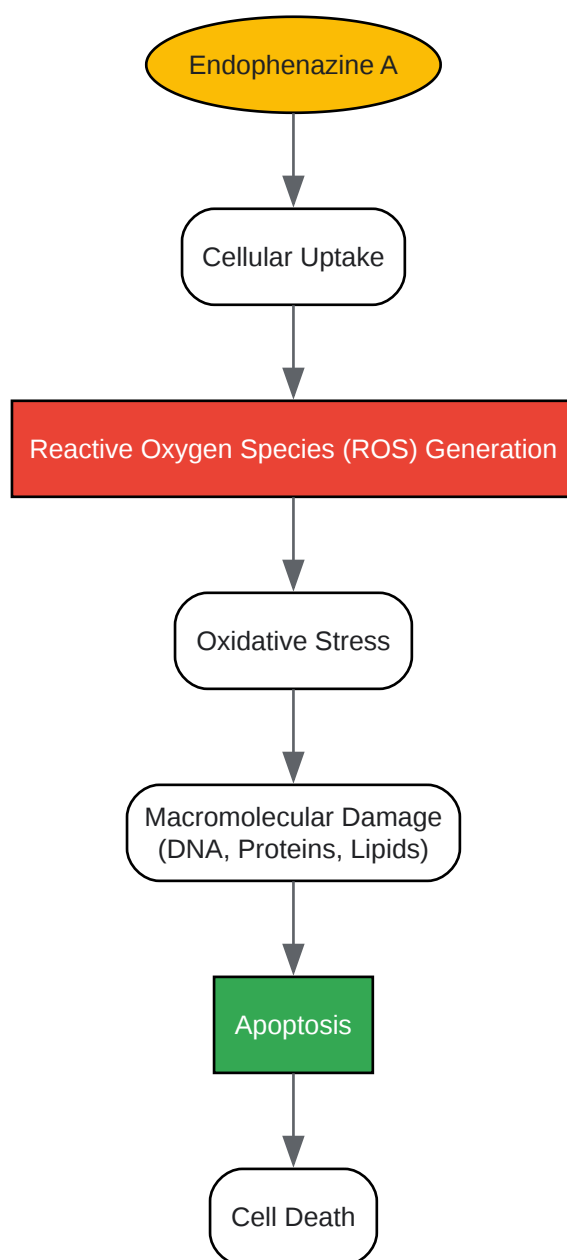 Endophenazine A
Cellular Uptake
Reactive Oxygen Species (ROS) Generation
Oxidative Stress
Macromolecular Damage
(DNA, Proteins, Lipids)
Apoptosis
Cell Death